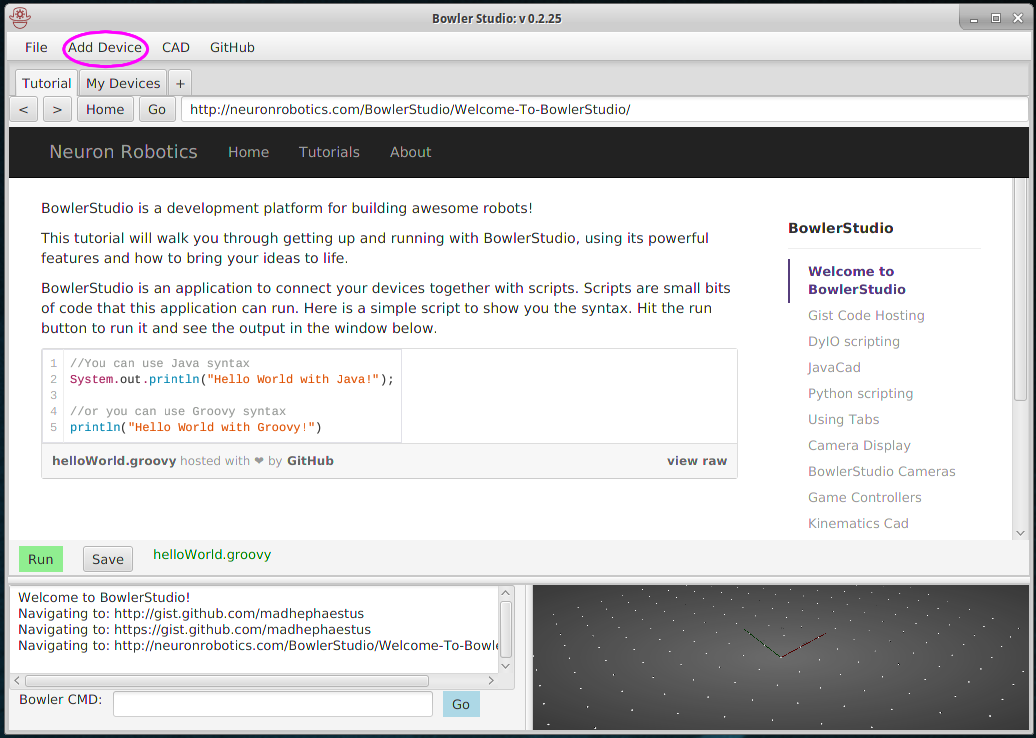 Bowler Studio: v 0.2.25
File Add Device CAD GitHub
Tutorial My Devices +
< > Home Go http://neuronrobotics.com/BowlerStudio/Welcome-To-BowlerStudio/
Neuron Robotics Home Tutorials About
BowlerStudio is a development platform for building awesome robots!
This tutorial will walk you through getting up and running with BowlerStudio, using its powerful
features and how to bring your ideas to life.
BowlerStudio is an application to connect your devices together with scripts. Scripts are small bits
of code that this application can run. Here is a simple script to show you the syntax. Hit the run
button to run it and see the output in the window below.
1 //You can use Java syntax
2 System.out.println("Hello World with Java!");
3
4 //or you can use Groovy syntax
5 println("Hello World with Groovy!")
helloWorld.groovy hosted with ❤ by GitHub view raw
BowlerStudio
Welcome to
BowlerStudio
Gist Code Hosting
DyIO scripting
JavaCad
Python scripting
Using Tabs
Camera Display
BowlerStudio Cameras
Game Controllers
Kinematics Cad
Run Save helloWorld.groovy
Welcome to BowlerStudio!
Navigating to: http://gist.github.com/madhephaestus
Navigating to: https://gist.github.com/madhephaestus
Navigating to: http://neuronrobotics.com/BowlerStudio/Welcome-To-Bowle
Bowler CMD: Go